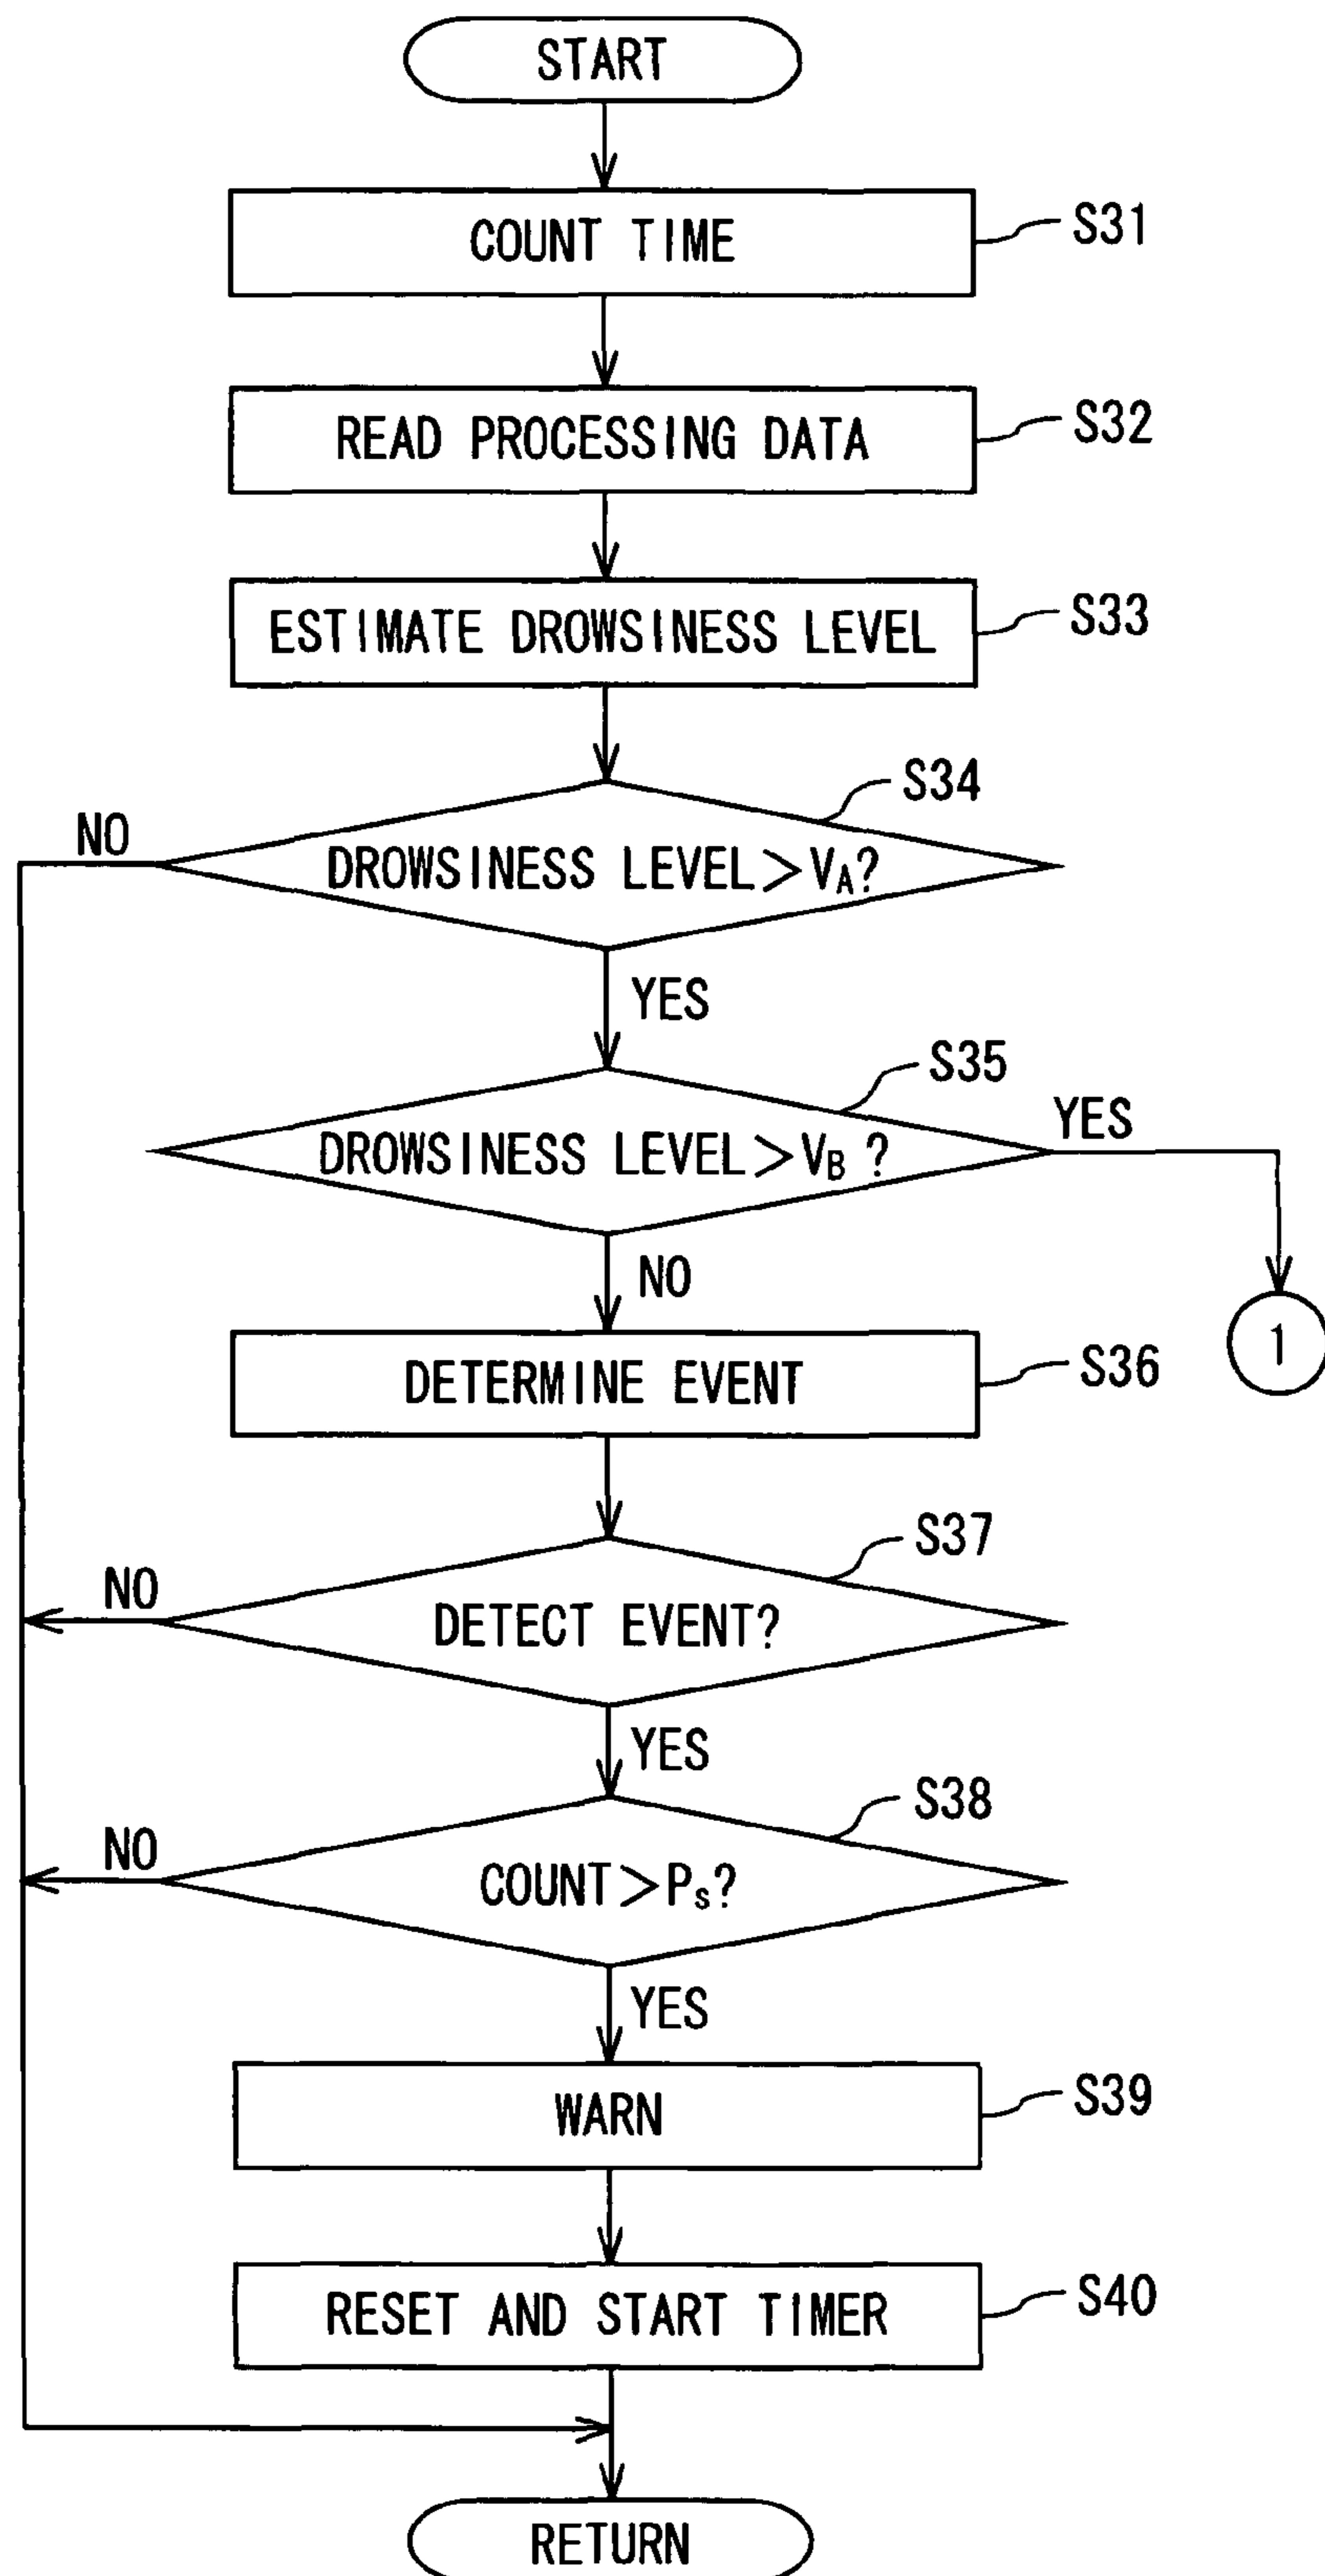 START
COUNT TIME
S31
READ PROCESSING DATA
S32
ESTIMATE DROWSINESS LEVEL
S33
S34
NO
DROWSINESS LEVEL>VA?
YES
S35
YES
DROWSINESS LEVEL>VB ?
NO
1
DETERMINE EVENT
S36
S37
NO
DETECT EVENT?
YES
S38
NO
COUNT>Ps?
YES
WARN
S39
RESET AND START TIMER
S40
RETURN